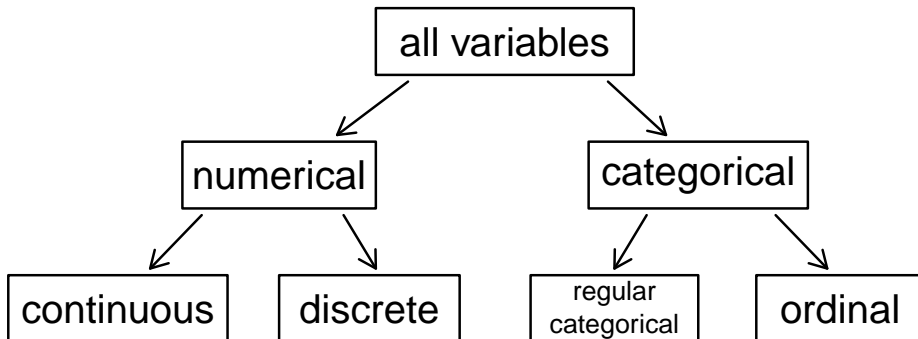 all variables
numerical
categorical
continuous
discrete
regular
categorical
ordinal